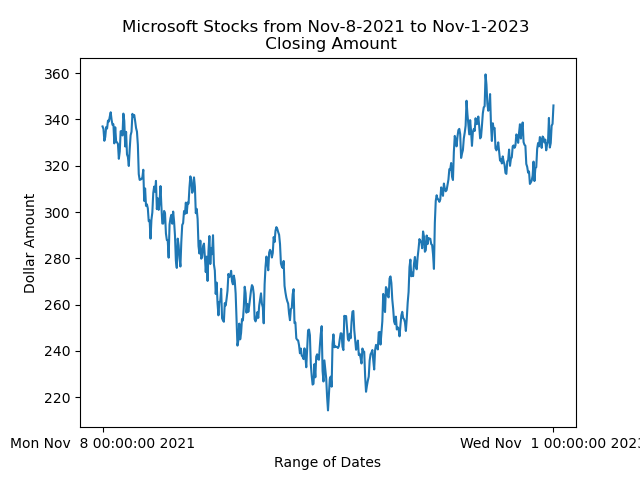 Microsoft Stocks from Nov-8-2021 to Nov-1-2023
Closing Amount
360
340
320
300
280
260
240
220
Dollar Amount
Mon Nov  8 00:00:00 2021
Wed Nov  1 00:00:00 202
Range of Dates